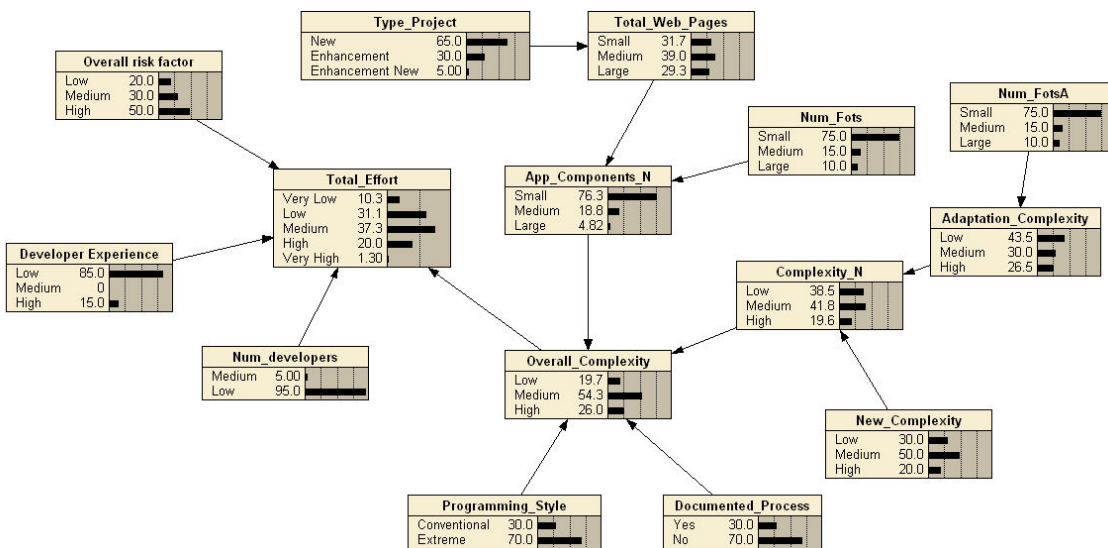 Type_Project
New 65.0
Enhancement 30.0
Enhancement New 5.00
Total_Web_Pages
Small 31.7
Medium 39.0
Large 29.3
Overall risk factor
Low 20.0
Medium 30.0
High 50.0
Num_FotsA
Small 75.0
Medium 15.0
Large 10.0
Num_Fots
Small 75.0
Medium 15.0
Large 10.0
Total_Effort
Very Low 10.3
Low 31.1
Medium 37.3
High 20.0
Very High 1.30
App_Components_N
Small 76.3
Medium 18.8
Large 4.82
Adaptation_Complexity
Low 43.5
Medium 30.0
High 26.5
Developer Experience
Low 85.0
Medium 0
High 15.0
Complexity_N
Low 38.5
Medium 41.8
High 19.6
Num_developers
Medium 5.00
Low 95.0
Overall_Complexity
Low 19.7
Medium 54.3
High 26.0
New_Complexity
Low 30.0
Medium 50.0
High 20.0
Programming_Style
Conventional 30.0
Extreme 70.0
Documented_Process
Yes 30.0
No 70.0